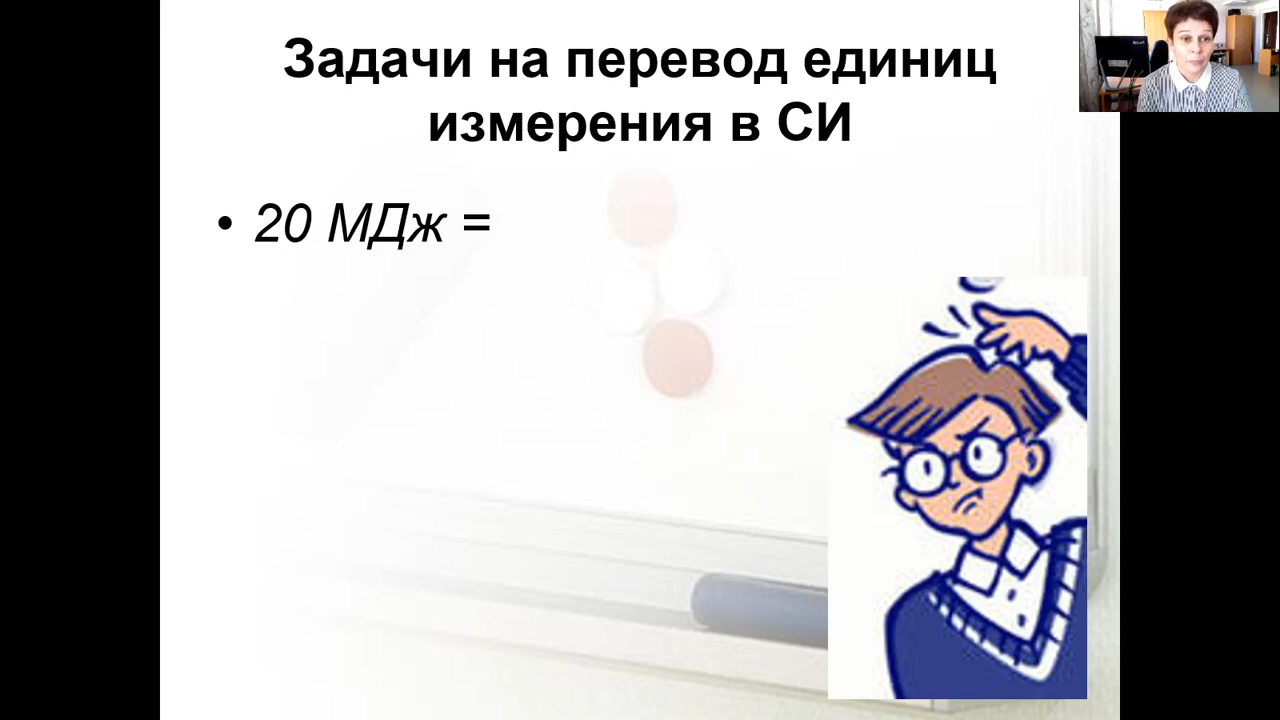 Задачи на перевод единиц
измерения в СИ
• 20 МДж =